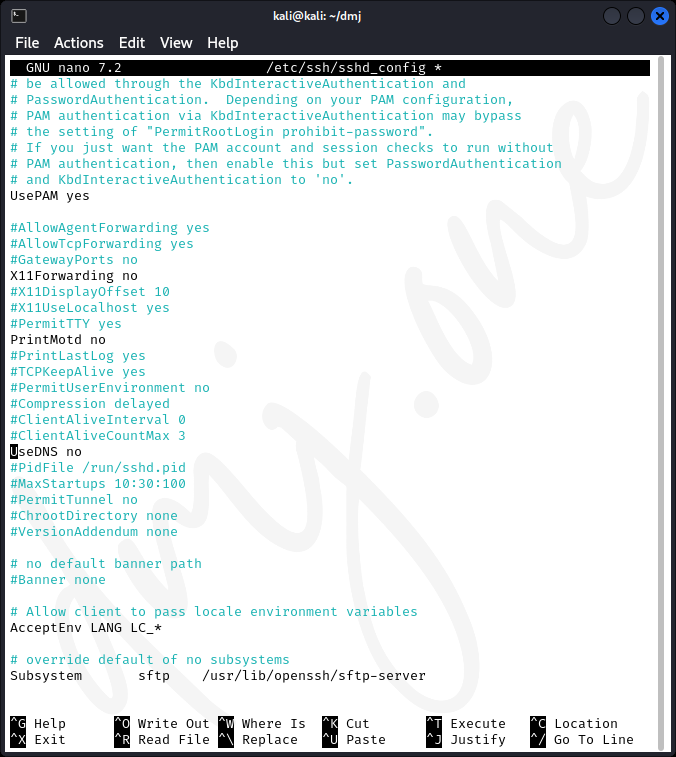 kali@kali: ~/dmj
File Actions Edit View Help
GNU nano 7.2 /etc/ssh/sshd_config *
# be allowed through the KbdInteractiveAuthentication and
# PasswordAuthentication.  Depending on your PAM configuration,
# PAM authentication via KbdInteractiveAuthentication may bypass
# the setting of "PermitRootLogin prohibit-password".
# If you just want the PAM account and session checks to run without
# PAM authentication, then enable this but set PasswordAuthentication
# and KbdInteractiveAuthentication to 'no'.
UsePAM yes
#AllowAgentForwarding yes
#AllowTcpForwarding yes
#GatewayPorts no
X11Forwarding no
#X11DisplayOffset 10
#X11UseLocalhost yes
#PermitTTY yes
PrintMotd no
#PrintLastLog yes
#TCPKeepAlive yes
#PermitUserEnvironment no
#Compression delayed
#ClientAliveInterval 0
#ClientAliveCountMax 3
UseDNS no
#PidFile /run/sshd.pid
#MaxStartups 10:30:100
#PermitTunnel no
#ChrootDirectory none
#VersionAddendum none
# no default banner path
#Banner none
# Allow client to pass locale environment variables
AcceptEnv LANG LC_*
# override default of no subsystems
Subsystem sftp /usr/lib/openssh/sftp-server
^G Help ^O Write Out ^W Where Is ^K Cut ^T Execute ^C Location
^X Exit ^R Read File ^\ Replace ^U Paste ^J Justify ^/ Go To Line
dmj.one